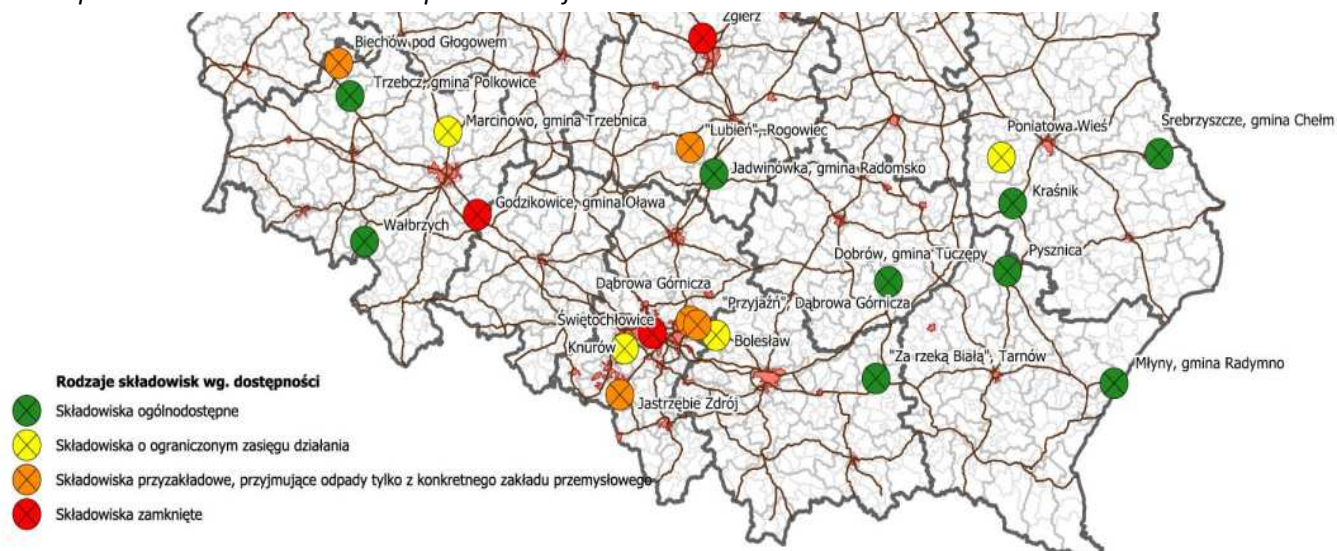 Zgierz
Biechów pod Głogowem
Trzebcz, gmina Polkowice
Marcinowo, gmina Trzebnica
"Lubień", Rogowiec
Poniatowa Wieś
Srebrzyszcze, gmina Chełm
Jadwinówka, gmina Radomsko
Kraśnik
Godzikowice, gmina Oława
Wałbrzych
Dobrów, gmina Tuczępy
Pysznica
Dąbrowa Górnicza
"Przyjaźń", Dąbrowa Górnicza
Świętochłowice
Bolesław
Knurów
"Za rzeką Białą", Tarnów
Młyny, gmina Radymno
Jastrzębie Zdrój
Rodzaje składowisk wg. dostępności
Składowiska ogólnodostępne
Składowiska o ograniczonym zasięgu działania
Składowiska przyzakładowe, przyjmujące odpady tylko z konkretnego zakładu przemysłowego
Składowiska zamknięte